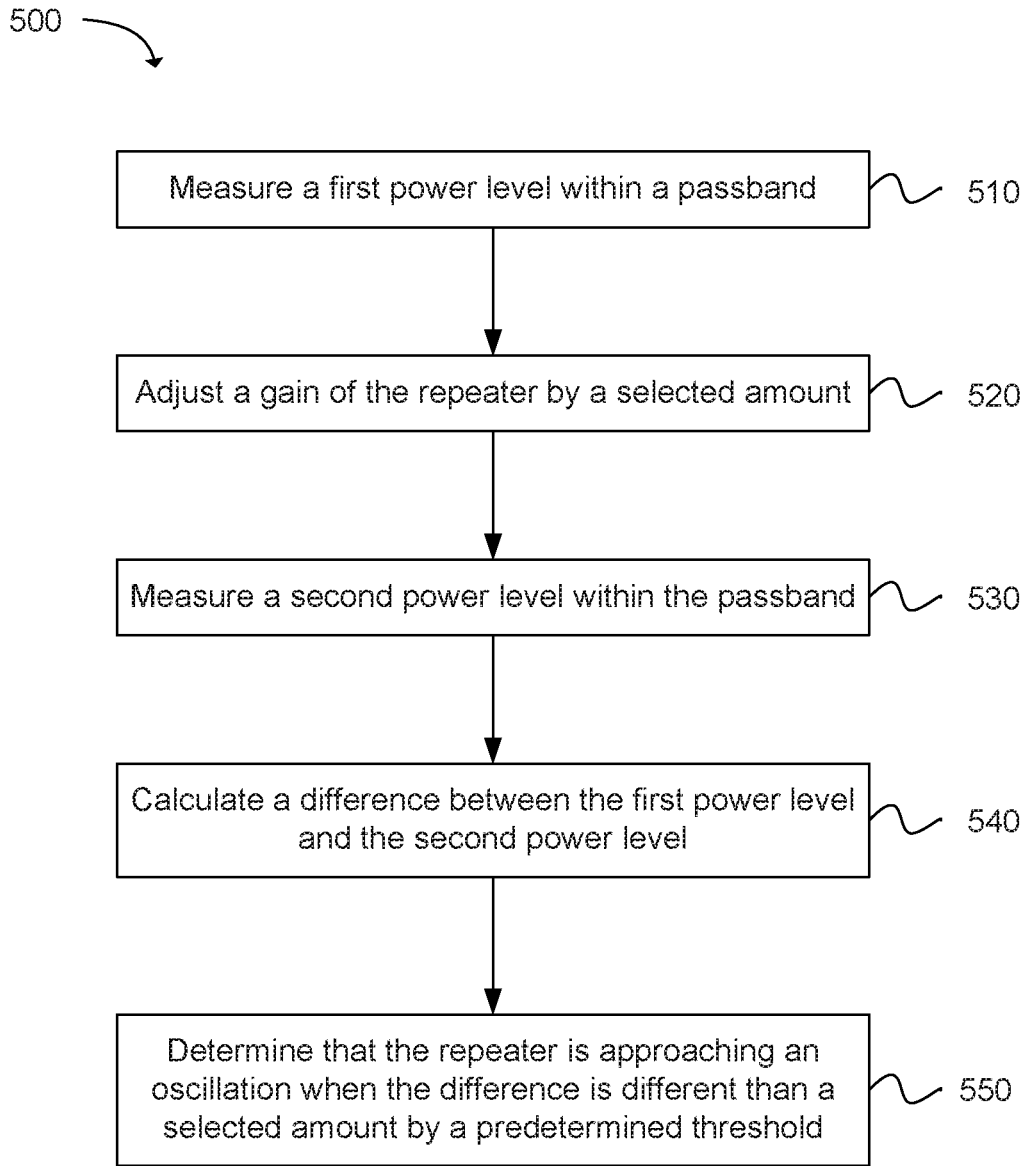 500
Measure a first power level within a passband
510
Adjust a gain of the repeater by a selected amount
520
Measure a second power level within the passband
530
Calculate a difference between the first power level
and the second power level
540
Determine that the repeater is approaching an
oscillation when the difference is different than a
selected amount by a predetermined threshold
550